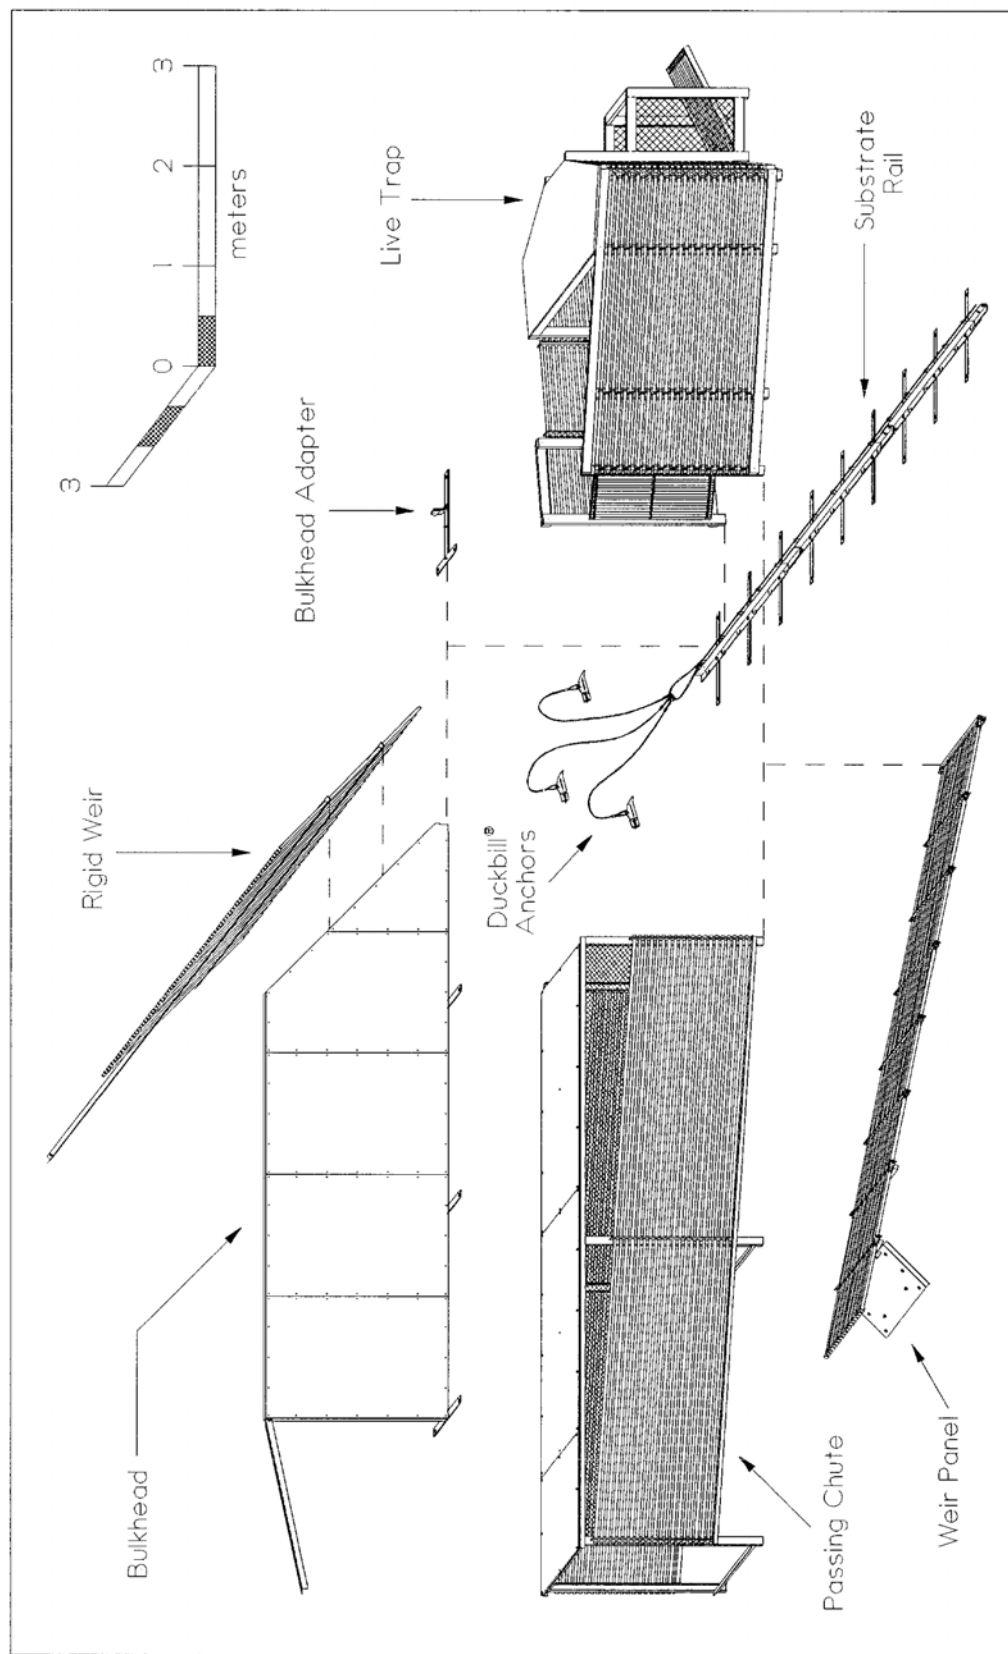 3
0
1
2
3
meters
Rigid Weir
Bulkhead
Bulkhead Adapter
Live Trap
Duckbill®
Anchors
Substrate
Rail
Passing Chute
Weir Panel